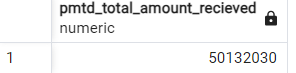 pmtd_total_amount_recieved
numeric
1 50132030